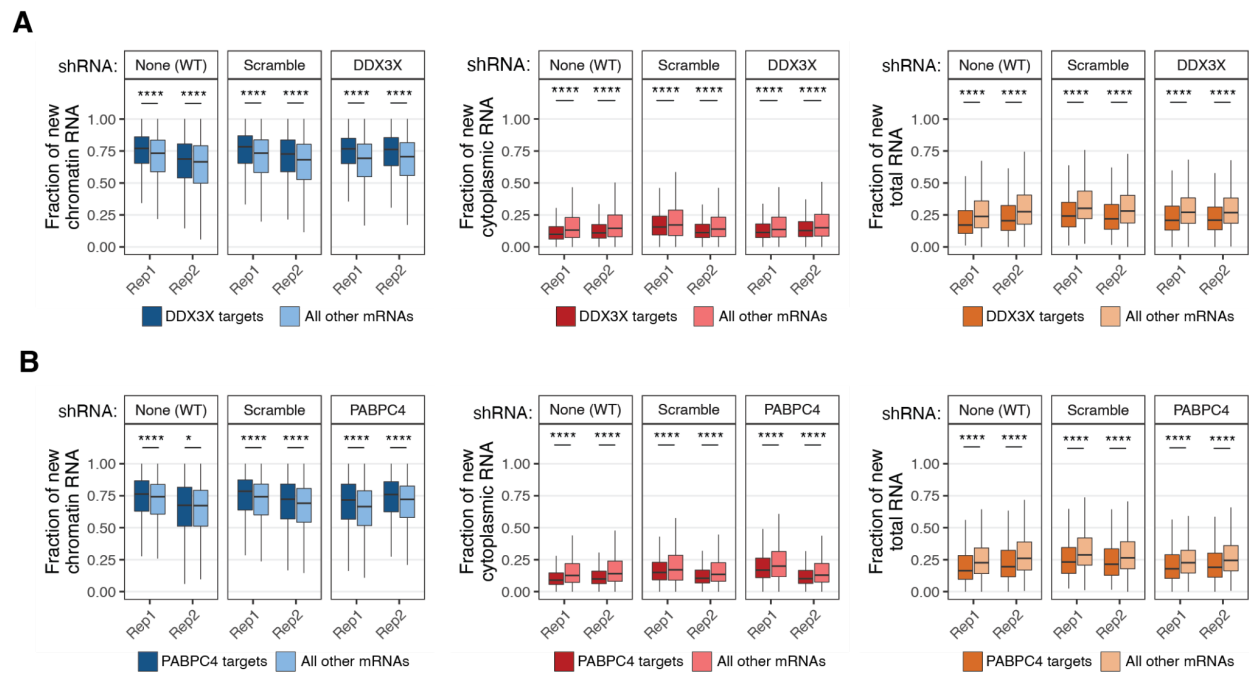 A
shRNA: None (WT) Scramble DDX3X
**** **** **** **** **** ****
Fraction of new
chromatin RNA
1.00
0.75
0.50
0.25
0.00
Rep1 Rep2 Rep1 Rep2 Rep1 Rep2
DDX3X targets All other mRNAs
shRNA: None (WT) Scramble DDX3X
**** **** **** **** **** ****
Fraction of new
cytoplasmic RNA
1.00
0.75
0.50
0.25
0.00
Rep1 Rep2 Rep1 Rep2 Rep1 Rep2
DDX3X targets All other mRNAs
shRNA: None (WT) Scramble DDX3X
**** **** **** **** **** ****
Fraction of new
total RNA
1.00
0.75
0.50
0.25
0.00
Rep1 Rep2 Rep1 Rep2 Rep1 Rep2
DDX3X targets All other mRNAs
B
shRNA: None (WT) Scramble PABPC4
**** * **** **** **** ****
Fraction of new
chromatin RNA
1.00
0.75
0.50
0.25
0.00
Rep1 Rep2 Rep1 Rep2 Rep1 Rep2
PABPC4 targets All other mRNAs
shRNA: None (WT) Scramble PABPC4
**** **** **** **** **** ****
Fraction of new
cytoplasmic RNA
1.00
0.75
0.50
0.25
0.00
Rep1 Rep2 Rep1 Rep2 Rep1 Rep2
PABPC4 targets All other mRNAs
shRNA: None (WT) Scramble PABPC4
**** **** **** **** **** ****
Fraction of new
total RNA
1.00
0.75
0.50
0.25
0.00
Rep1 Rep2 Rep1 Rep2 Rep1 Rep2
PABPC4 targets All other mRNAs